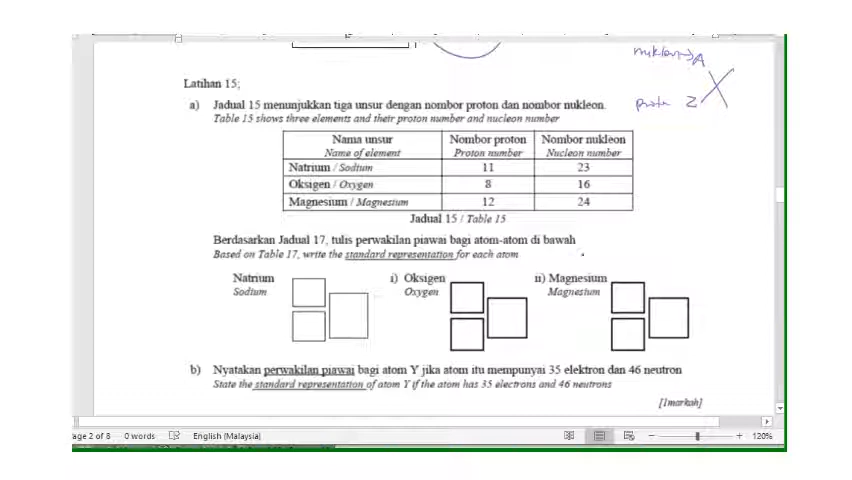 nuklon → A
X
proton Z
Latihan 15;
a) Jadual 15 menunjukkan tiga unsur dengan nombor proton dan nombor nukleon.
Table 15 shows three elements and their proton number and nucleon number
Nama unsur Nombor proton Nombor nukleon
Name of element Proton number Nucleon number
Natrium / Sodium 11 23
Oksigen / Oxygen 8 16
Magnesium / Magnesium 12 24
Jadual 15 / Table 15
Berdasarkan Jadual 17, tulis perwakilan piawai bagi atom-atom di bawah
Based on Table 17, write the standard representation for each atom
Natrium i) Oksigen ii) Magnesium
Sodium Oxygen Magnesium
b) Nyatakan perwakilan piawai bagi atom Y jika atom itu mempunyai 35 elektron dan 46 neutron
State the standard representation of atom Y if the atom has 35 electrons and 46 neutrons
[1markah]
age 2 of 8 0 words English (Malaysia) 120%